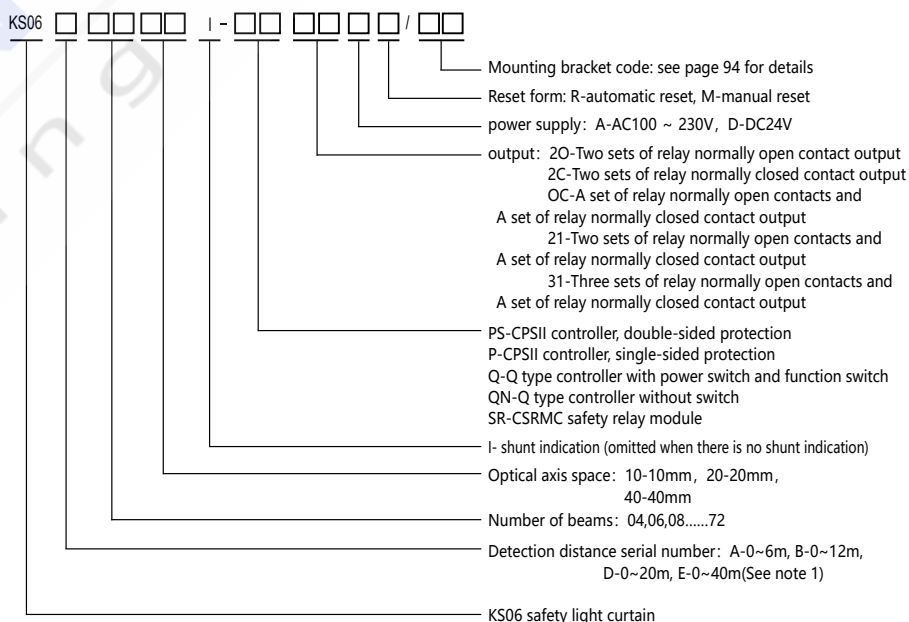 KS06 □ □□ □□ I - □□ □□ □ □ / □□
Mounting bracket code: see page 94 for details
Reset form: R-automatic reset, M-manual reset
power supply: A-AC100 ~ 230V, D-DC24V
output: 2O-Two sets of relay normally open contact output
2C-Two sets of relay normally closed contact output
OC-A set of relay normally open contacts and
A set of relay normally closed contact output
21-Two sets of relay normally open contacts and
A set of relay normally closed contact output
31-Three sets of relay normally open contacts and
A set of relay normally closed contact output
PS-CPSII controller, double-sided protection
P-CPSII controller, single-sided protection
Q-Q type controller with power switch and function switch
QN-Q type controller without switch
SR-CSRMC safety relay module
I- shunt indication (omitted when there is no shunt indication)
Optical axis space: 10-10mm, 20-20mm,
40-40mm
Number of beams: 04,06,08......72
Detection distance serial number: A-0~6m, B-0~12m,
D-0~20m, E-0~40m(See note 1)
KS06 safety light curtain